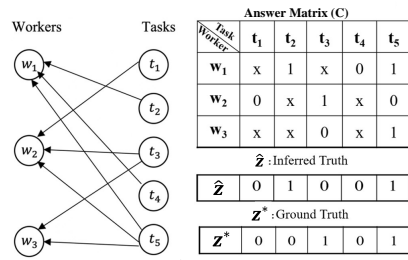 Workers Tasks
w₁
w₂
w₃
t₁
t₂
t₃
t₄
t₅
Answer Matrix (C)
Task Worker t₁ t₂ t₃ t₄ t₅
w₁ x 1 x 0 1
w₂ 0 x 1 x 0
w₃ x x 0 x 1
ẑ :Inferred Truth
ẑ 0 1 0 0 1
z* :Ground Truth
z* 0 0 1 0 1